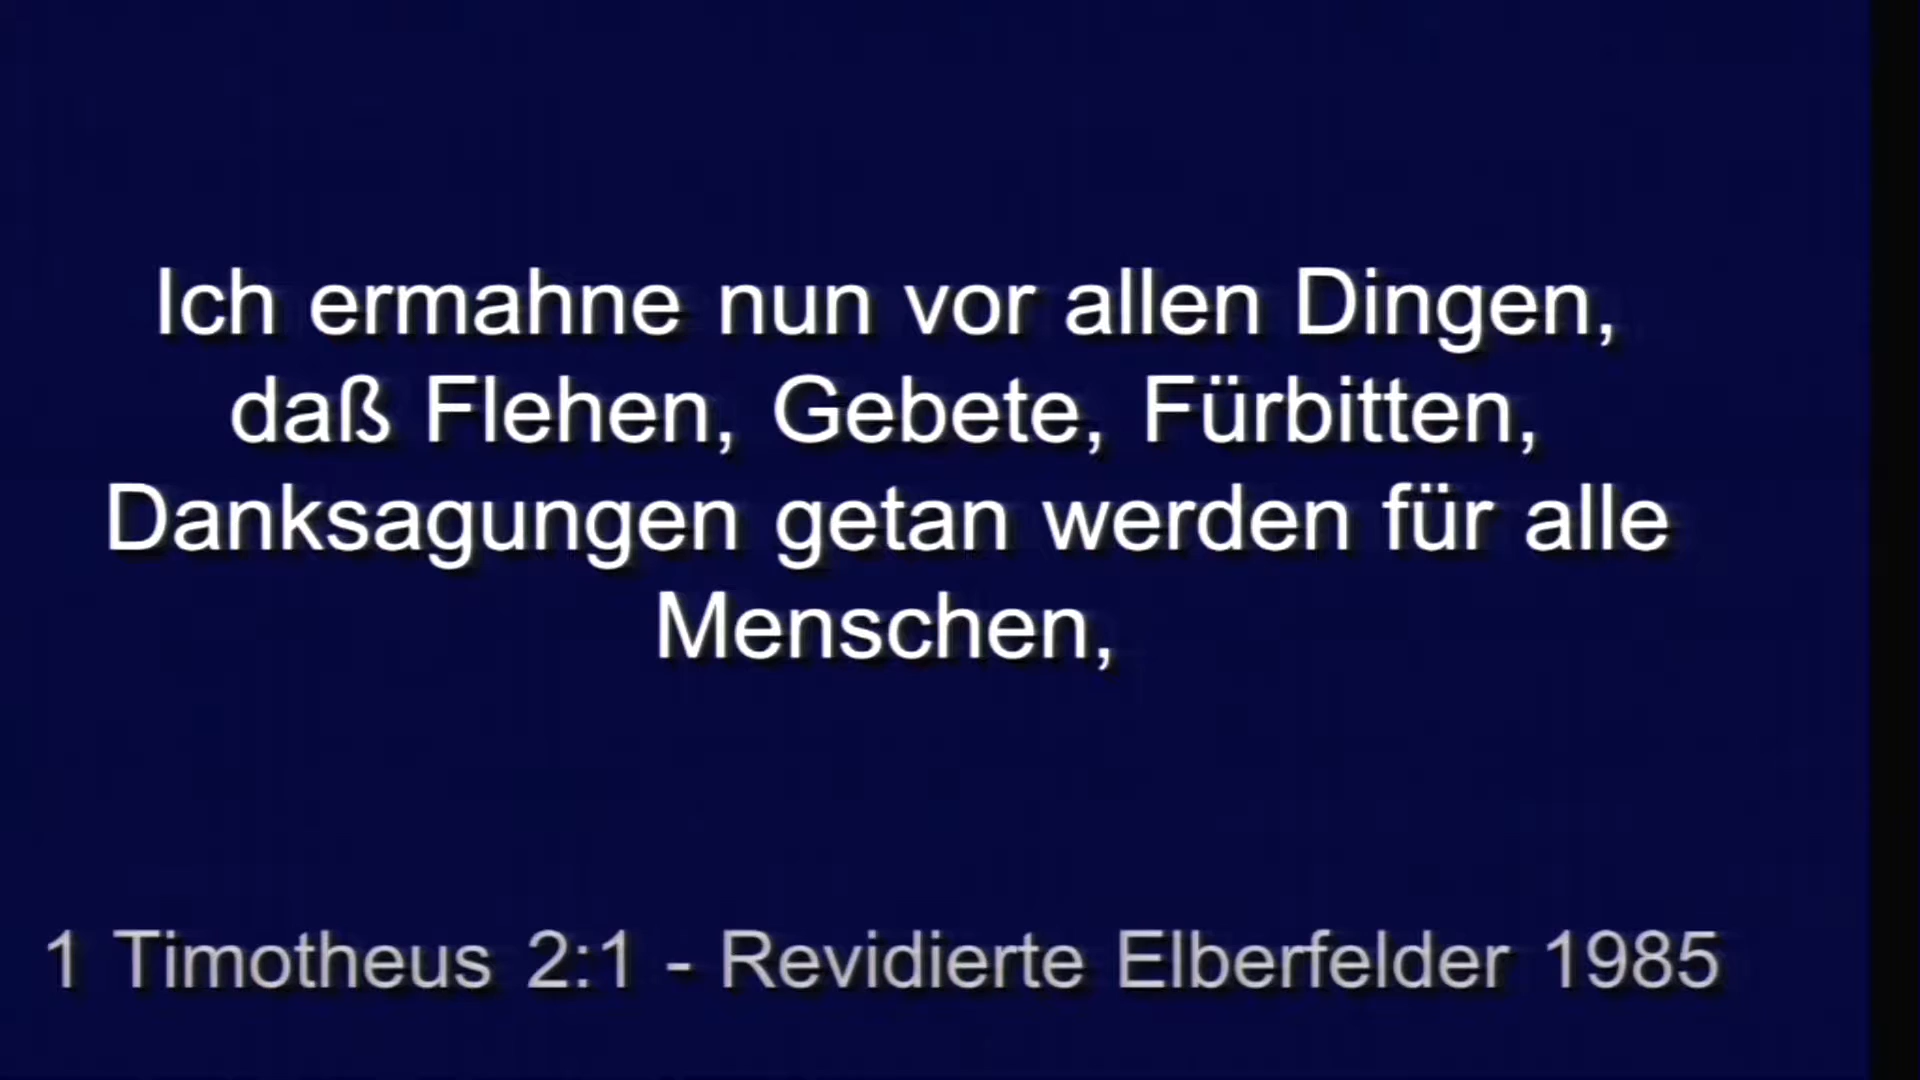 Ich ermahne nun vor allen Dingen,
daß Flehen, Gebete, Fürbitten,
Danksagungen getan werden für alle
Menschen,
1 Timotheus 2:1 - Revidierte Elberfelder 1985